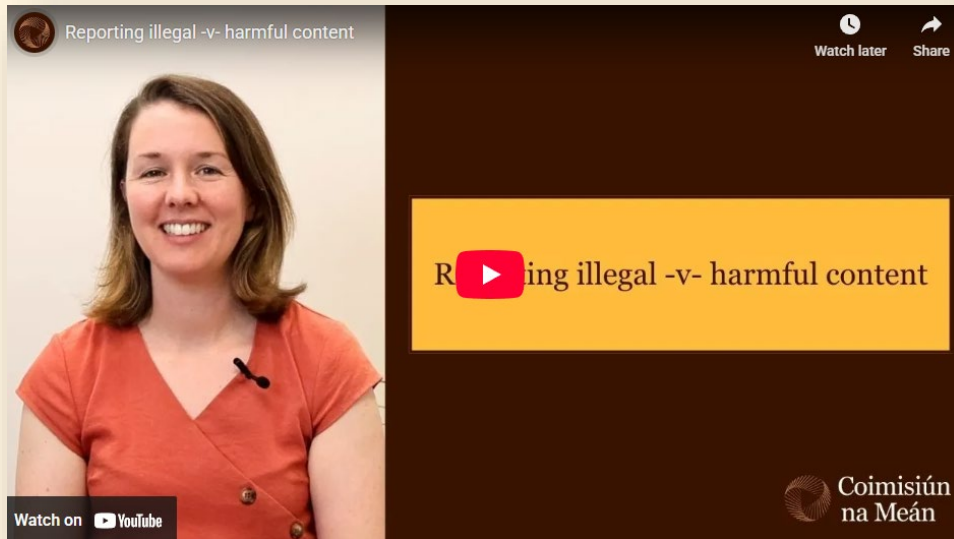 Reporting illegal -v- harmful content
Watch later
Share
R ing illegal -v- harmful content
Coimisiún
na Meán
Watch on YouTube